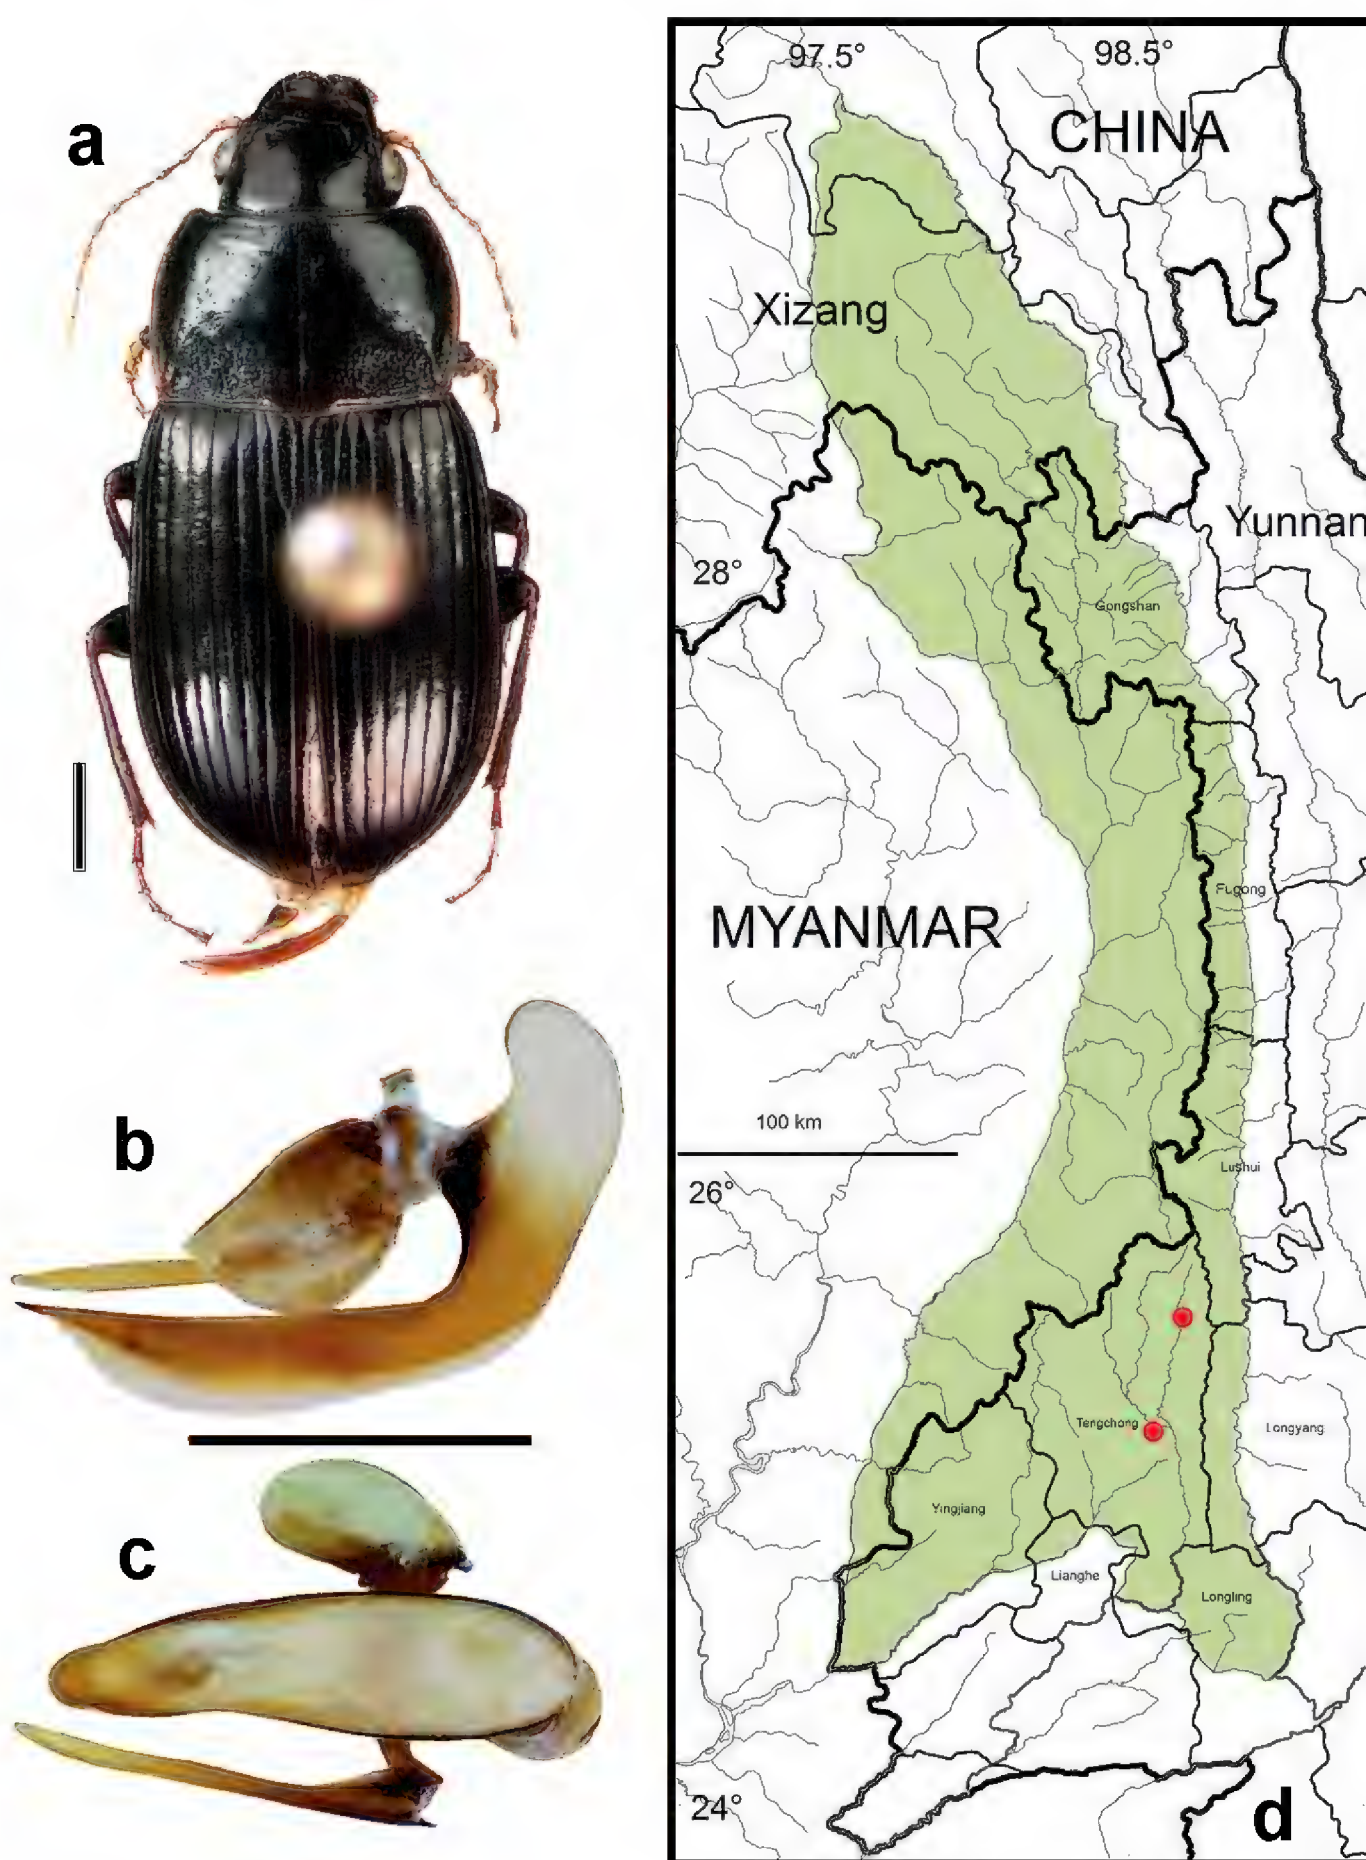 a
b
c
97.5°
98.5°
CHINA
Xizang
Yunnan
28°
Gongshan
Fugong
MYANMAR
100 km
26°
Lushui
Tengchong
Longyang
Yingjiang
Lianghe
Longling
24°
d